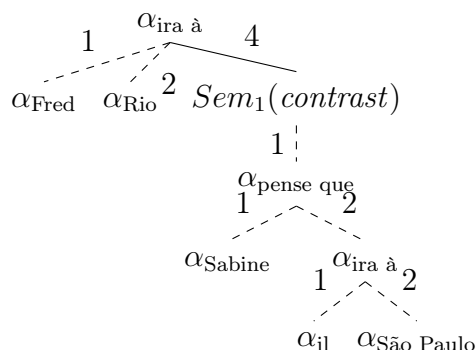 α_ira à
1 4
2
α_Fred α_Rio Sem₁(contrast)
1
α_pense que
1 2
α_Sabine α_ira à
1 2
α_il α_São Paulo